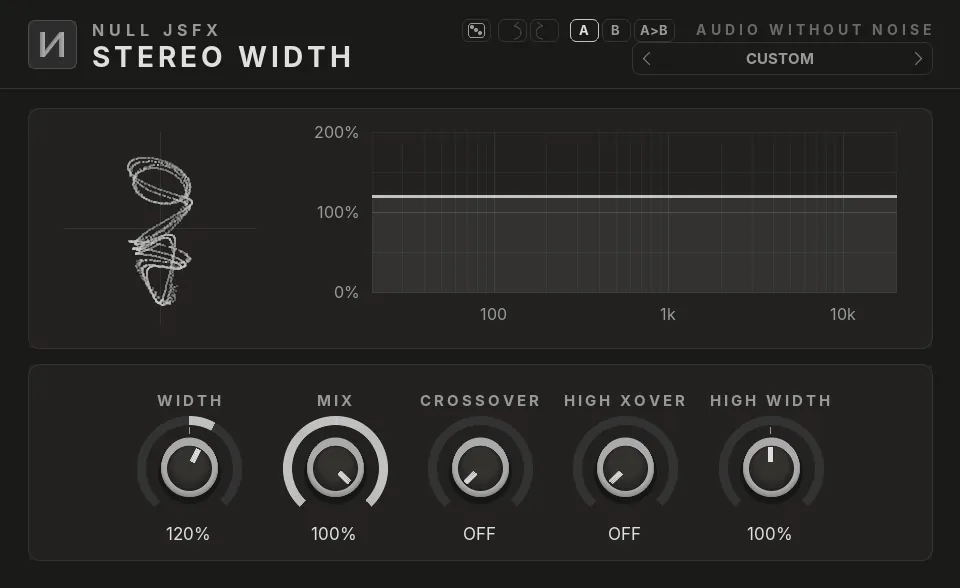 NULL JSFX
STEREO WIDTH
A B A>B
AUDIO WITHOUT NOISE
CUSTOM
200%
100%
0%
100 1k 10k
WIDTH MIX CROSSOVER HIGH XOVER HIGH WIDTH
120% 100% OFF OFF 100%